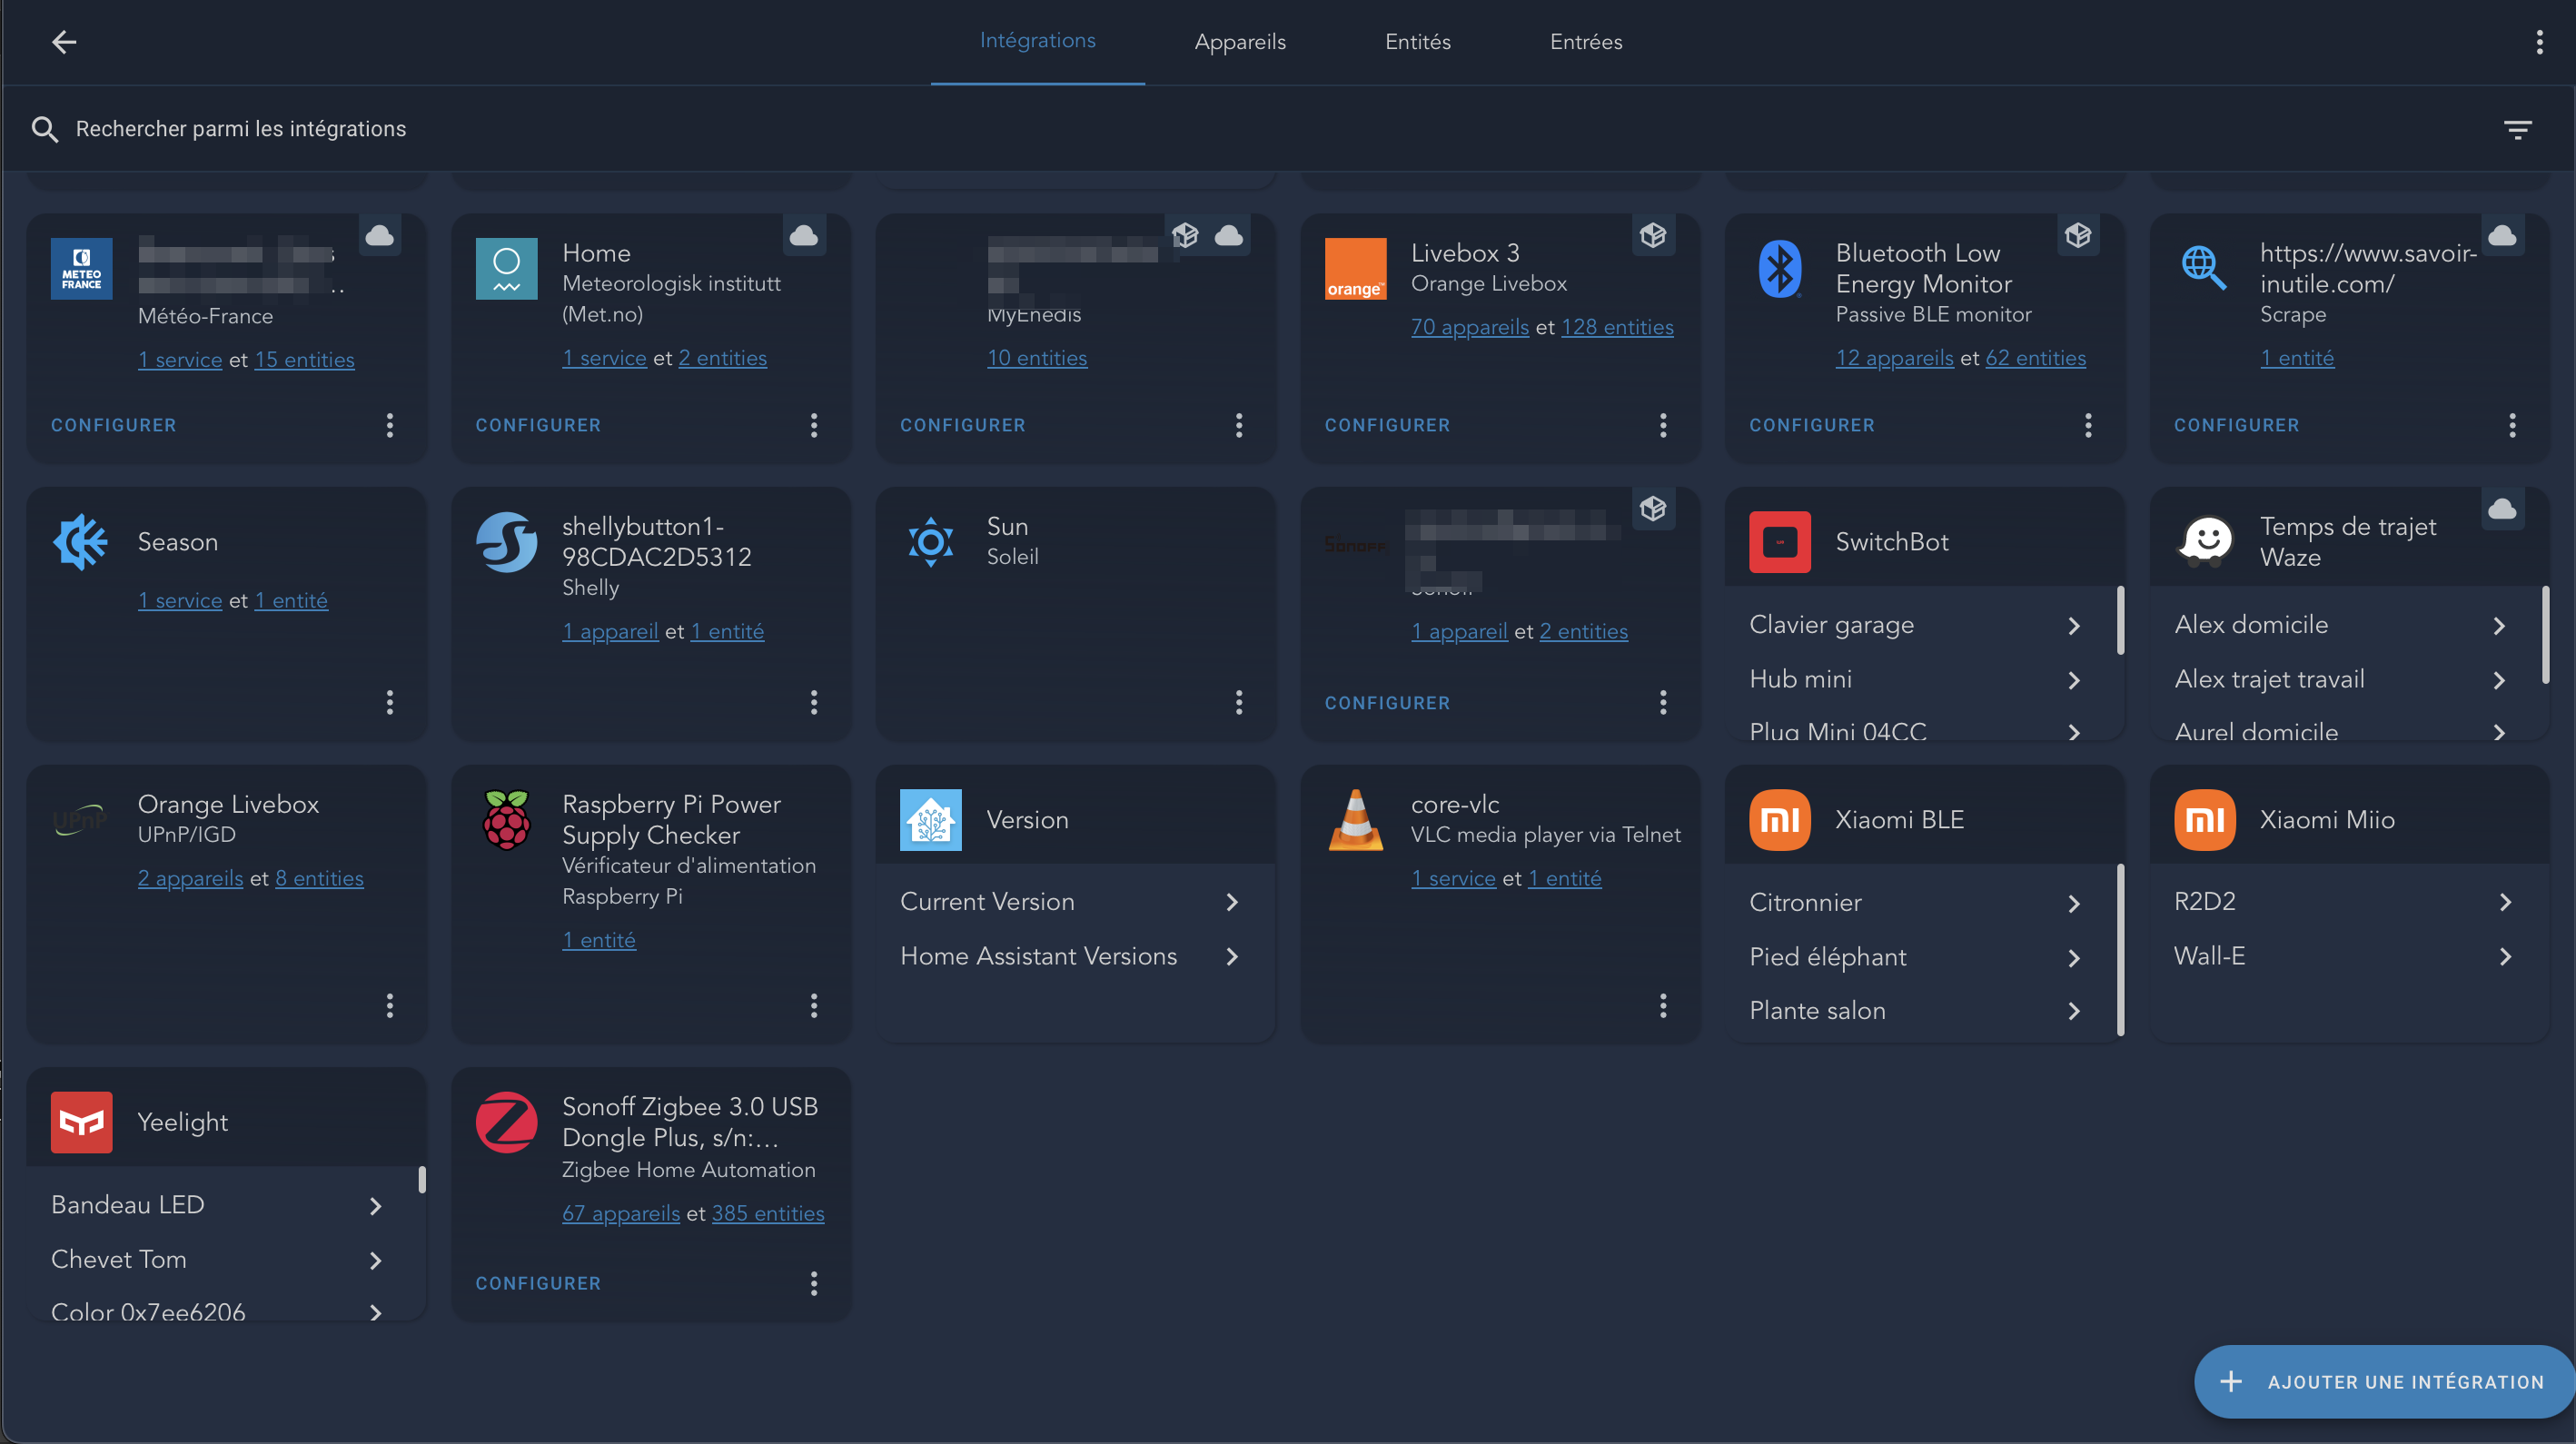 Intégrations
Appareils
Entités
Entrées
Rechercher parmi les intégrations
METEO
FRANCE
Météo-France
1 service et 15 entities
CONFIGURER
Home
Meteorologisk institutt
(Met.no)
1 service et 2 entities
CONFIGURER
MyEnedis
10 entities
CONFIGURER
orange™
Livebox 3
Orange Livebox
70 appareils et 128 entities
CONFIGURER
Bluetooth Low
Energy Monitor
Passive BLE monitor
12 appareils et 62 entities
CONFIGURER
https://www.savoir-
inutile.com/
Scrape
1 entité
CONFIGURER
Season
1 service et 1 entité
shellybutton1-
98CDAC2D5312
Shelly
1 appareil et 1 entité
Sun
Soleil
SONOFF
1 appareil et 2 entities
CONFIGURER
SwitchBot
Clavier garage
Hub mini
Plug Mini 04CC
Temps de trajet
Waze
Alex domicile
Alex trajet travail
Aurel domicile
UPnP
Orange Livebox
UPnP/IGD
2 appareils et 8 entities
Raspberry Pi Power
Supply Checker
Vérificateur d'alimentation
Raspberry Pi
1 entité
Version
Current Version
Home Assistant Versions
core-vlc
VLC media player via Telnet
1 service et 1 entité
Xiaomi BLE
Citronnier
Pied éléphant
Plante salon
Xiaomi Miio
R2D2
Wall-E
Yeelight
Bandeau LED
Chevet Tom
Color 0x7ee6206
Sonoff Zigbee 3.0 USB
Dongle Plus, s/n:...
Zigbee Home Automation
67 appareils et 385 entities
CONFIGURER
AJOUTER UNE INTÉGRATION